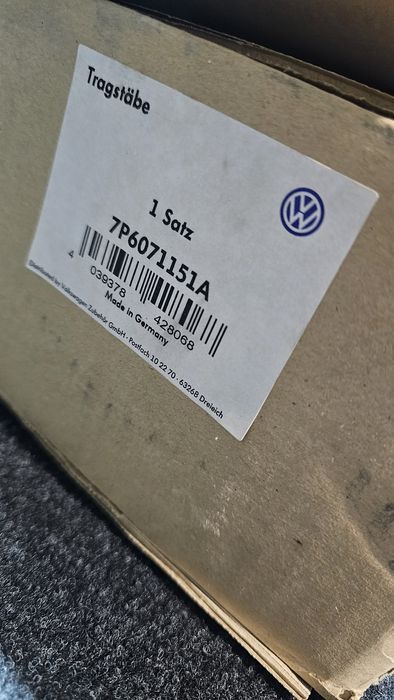 Tragstäbe
1 Satz
7P6071151A
4 039378 428068
Made in Germany
Distributed by Volkswagen Zubehör GmbH · Postfach 10 22 70 · 63268 Dreieich